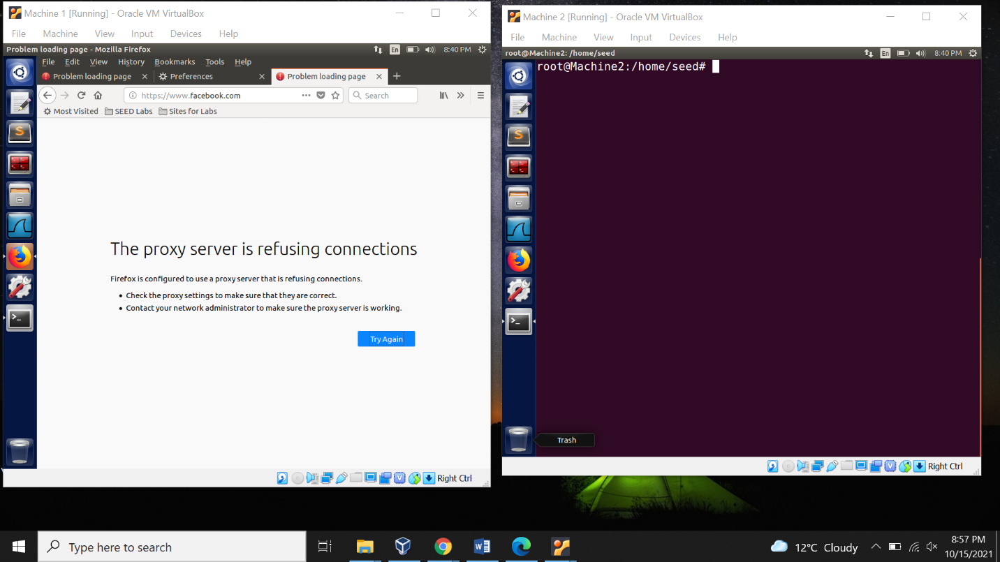 Machine 1 [Running] - Oracle VM VirtualBox
File Machine View Input Devices Help
Problem loading page - Mozilla Firefox En 8:40 PM
File Edit View History Bookmarks Tools Help
Problem loading page Preferences Problem loading page
https://www.facebook.com Search
Most Visited SEED Labs Sites for Labs
The proxy server is refusing connections
Firefox is configured to use a proxy server that is refusing connections.
• Check the proxy settings to make sure that they are correct.
• Contact your network administrator to make sure the proxy server is working.
Try Again
Right Ctrl
Machine 2 [Running] - Oracle VM VirtualBox
File Machine View Input Devices Help
root@Machine2: /home/seed En 8:40 PM
root@Machine2:/home/seed#
Trash
Right Ctrl
Type here to search
12°C Cloudy
8:57 PM
10/15/2021